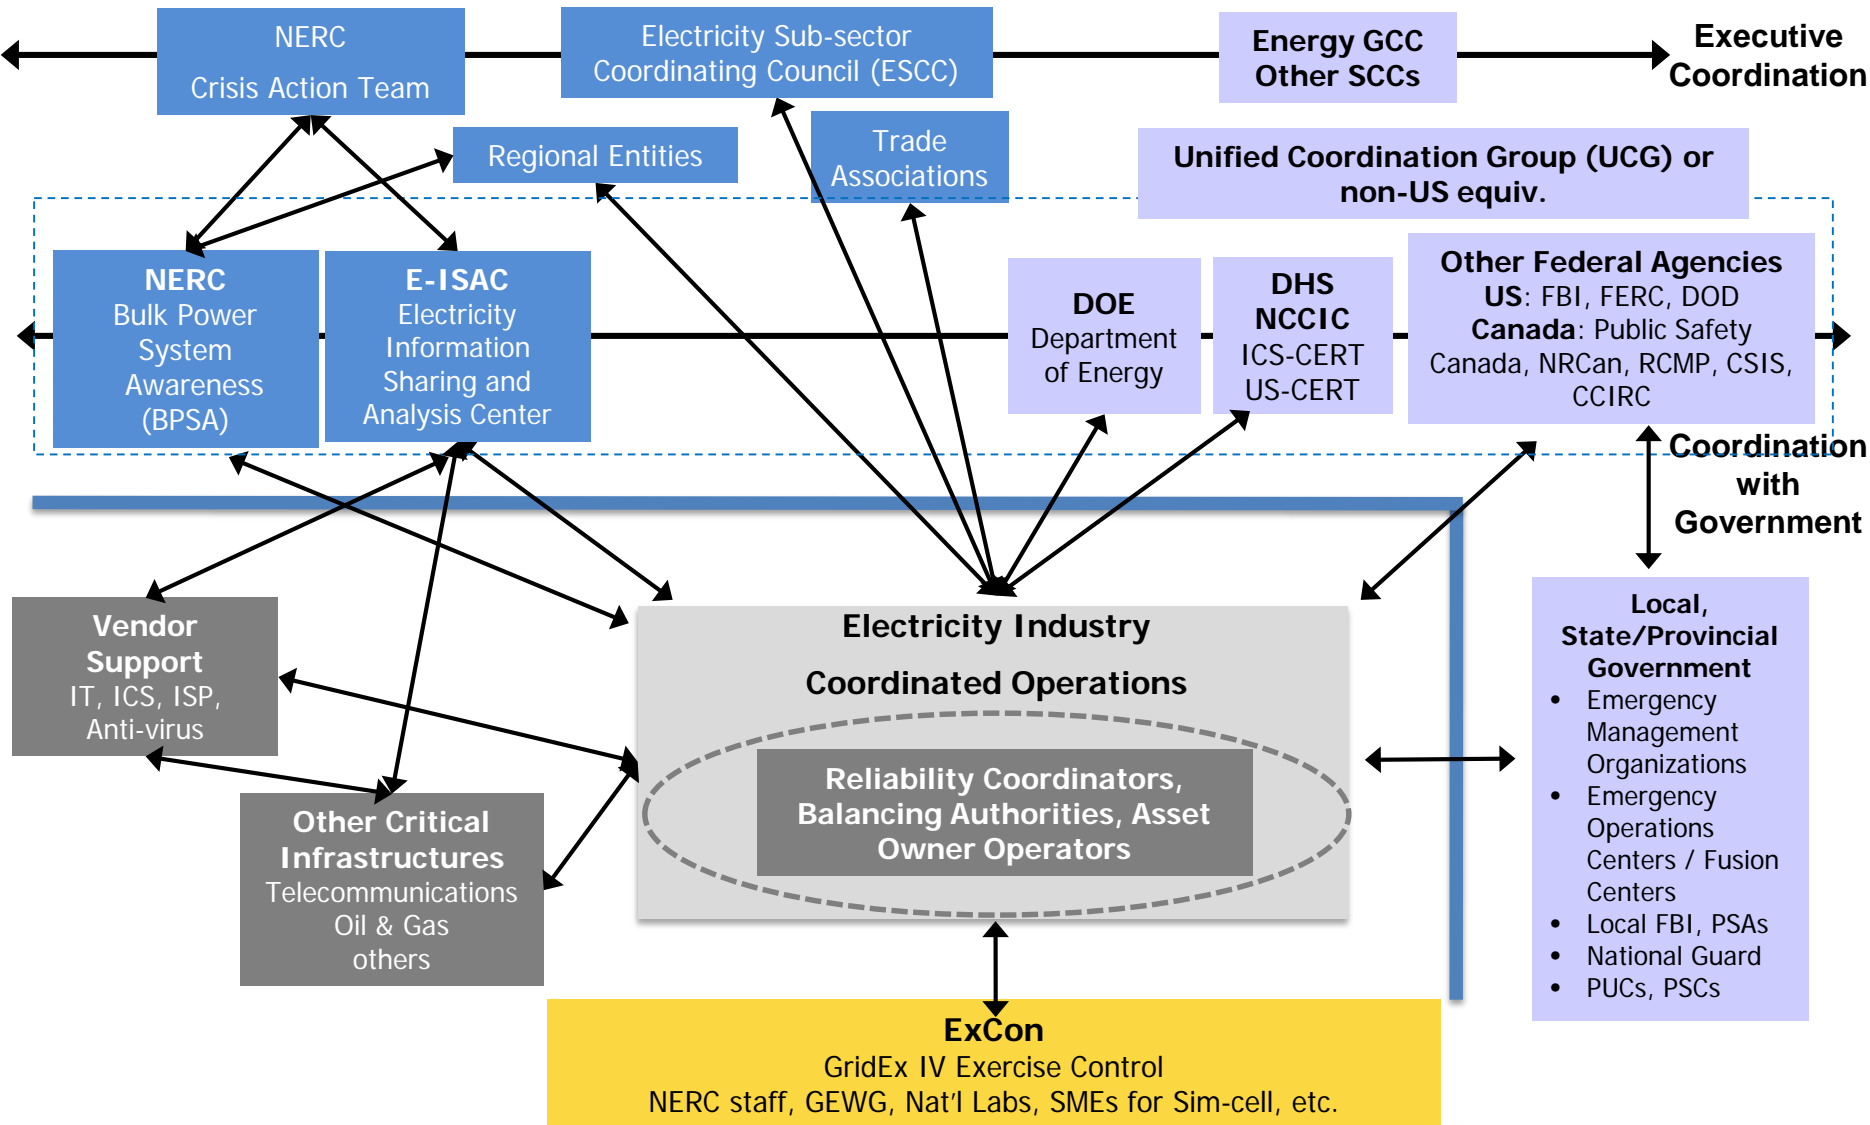 NERC
Crisis Action Team
Electricity Sub-sector
Coordinating Council (ESCC)
Energy GCC
Other SCCs
Executive
Coordination
Regional Entities
Trade
Associations
Unified Coordination Group (UCG) or
non-US equiv.
NERC
Bulk Power
System
Awareness
(BPSA)
E-ISAC
Electricity
Information
Sharing and
Analysis Center
DOE
Department
of Energy
DHS
NCCIC
ICS-CERT
US-CERT
Other Federal Agencies
US: FBI, FERC, DOD
Canada: Public Safety
Canada, NRCan, RCMP, CSIS,
CCIRC
Coordination
with
Government
Vendor
Support
IT, ICS, ISP,
Anti-virus
Other Critical
Infrastructures
Telecommunications
Oil & Gas
others
Electricity Industry
Coordinated Operations
Reliability Coordinators,
Balancing Authorities, Asset
Owner Operators
Local,
State/Provincial
Government
• Emergency
Management
Organizations
• Emergency
Operations
Centers / Fusion
Centers
• Local FBI, PSAs
• National Guard
• PUCs, PSCs
ExCon
GridEx IV Exercise Control
NERC staff, GEWG, Nat'l Labs, SMEs for Sim-cell, etc.